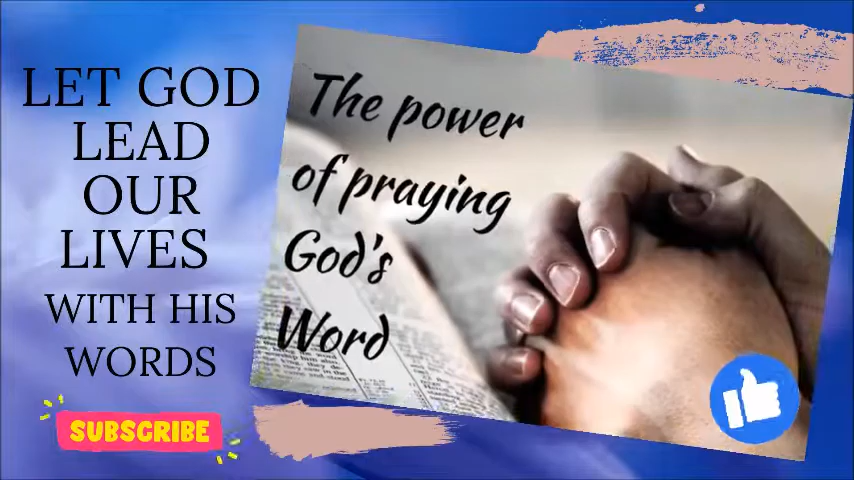 LET GOD
LEAD
OUR
LIVES
WITH HIS
WORDS
SUBSCRIBE
The power
of praying
God's
Word